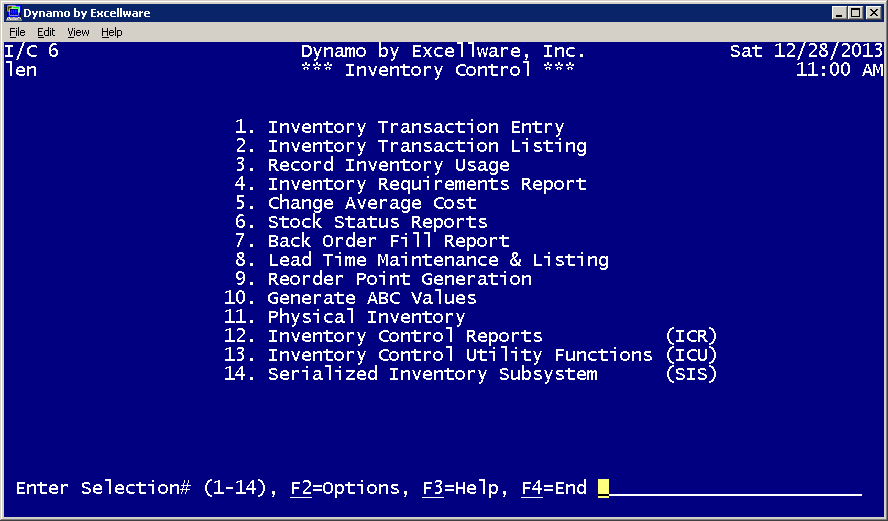 Dynamo by Excellware
File Edit View Help
I/C 6 Dynamo by Excellware, Inc. Sat 12/28/2013
len *** Inventory Control *** 11:00 AM
1. Inventory Transaction Entry
2. Inventory Transaction Listing
3. Record Inventory Usage
4. Inventory Requirements Report
5. Change Average Cost
6. Stock Status Reports
7. Back Order Fill Report
8. Lead Time Maintenance & Listing
9. Reorder Point Generation
10. Generate ABC Values
11. Physical Inventory
12. Inventory Control Reports (ICR)
13. Inventory Control Utility Functions (ICU)
14. Serialized Inventory Subsystem (SIS)
Enter Selection# (1-14), F2=Options, F3=Help, F4=End